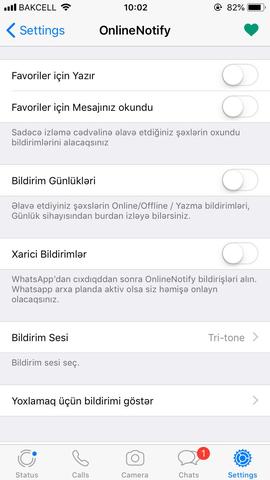 BAKCELL 10:02 82%
Settings OnlineNotify
Favoriler için Yazır
Favoriler için Mesajınız okundu
Sadəcə izləmə cədvəlinə əlavə etdiğiniz şəxslərin oxundu
bildirimlərini alacaqsınız
Bildirim Günlükləri
Əlavə etdiyiniz şəxslərin Online/Offline / Yazma bildirimləri,
Günlük sihayısından burdan izləyə bilərsiniz.
Xarici Bildirimlər
WhatsApp'dan cıxdıqdan sonra OnlineNotify bildirişləri alın.
Whatsapp arxa planda aktiv olsa siz həmişə onlayn
olacaqsınız.
Bildirim Sesi Tri-tone
Bildirim sesi seç.
Yoxlamaq üçün bildirimi göstər
1
Status Calls Camera Chats Settings